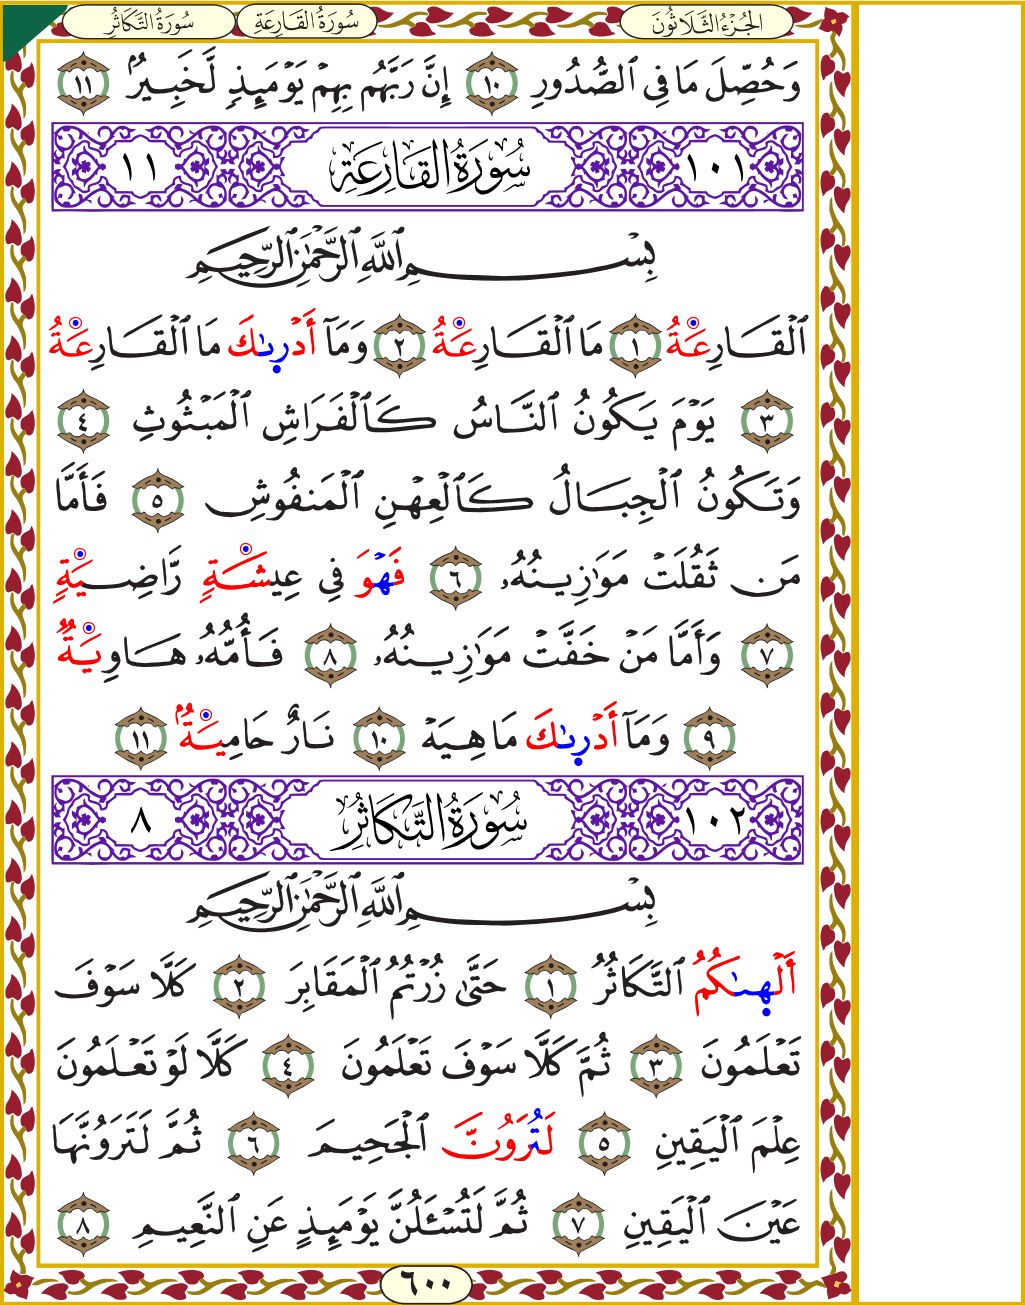 الجُزْءُ الثَّلَاثُونَ سُورَةُ القَارِعَةِ سُورَةُ التَّكَاثُرِ
وَحُصِّلَ مَا فِي ٱلصُّدُورِ ١٠ إِنَّ رَبَّهُم بِهِمۡ يَوۡمَئِذٖ لَّخَبِيرُۢ ١١
١٠١ سُورَةُ القَارِعَةِ ١١
بِسۡمِ ٱللَّهِ ٱلرَّحۡمَٰنِ ٱلرَّحِيمِ
ٱلۡقَارِعَةُ ١ مَا ٱلۡقَارِعَةُ ٢ وَمَآ أَدۡرىٰكَ مَا ٱلۡقَارِعَةُ
٣ يَوۡمَ يَكُونُ ٱلنَّاسُ كَٱلۡفَرَاشِ ٱلۡمَبۡثُوثِ ٤
وَتَكُونُ ٱلۡجِبَالُ كَٱلۡعِهۡنِ ٱلۡمَنفُوشِ ٥ فَأَمَّا
مَن ثَقُلَتۡ مَوَٰزِينُهُۥ ٦ فَهۡوَ فِي عِيشَةٖ رَّاضِيَةٖ
٧ وَأَمَّا مَنۡ خَفَّتۡ مَوَٰزِينُهُۥ ٨ فَأُمُّهُۥ هَاوِيَةٞ
٩ وَمَآ أَدۡرىٰكَ مَا هِيَهۡ ١٠ نَارٌ حَامِيَةُۢ ١١
١٠٢ سُورَةُ التَّكَاثُرِ ٨
بِسۡمِ ٱللَّهِ ٱلرَّحۡمَٰنِ ٱلرَّحِيمِ
أَلۡهىٰكُمُ ٱلتَّكَاثُرُ ١ حَتَّىٰ زُرۡتُمُ ٱلۡمَقَابِرَ ٢ كَلَّا سَوۡفَ
تَعۡلَمُونَ ٣ ثُمَّ كَلَّا سَوۡفَ تَعۡلَمُونَ ٤ كَلَّا لَوۡ تَعۡلَمُونَ
عِلۡمَ ٱلۡيَقِينِ ٥ لَتُرَوُنَّ ٱلۡجَحِيمَ ٦ ثُمَّ لَتَرَوُنَّهَا
عَيۡنَ ٱلۡيَقِينِ ٧ ثُمَّ لَتُسۡـَٔلُنَّ يَوۡمَئِذٍ عَنِ ٱلنَّعِيمِ ٨
٦٠٠